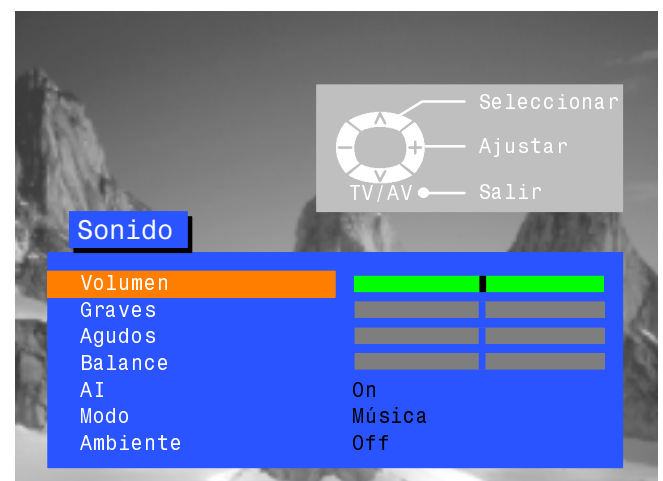 Seleccionar
Ajustar
TV/AV Salir
Sonido
Volumen
Graves
Agudos
Balance
AI On
Modo Música
Ambiente Off